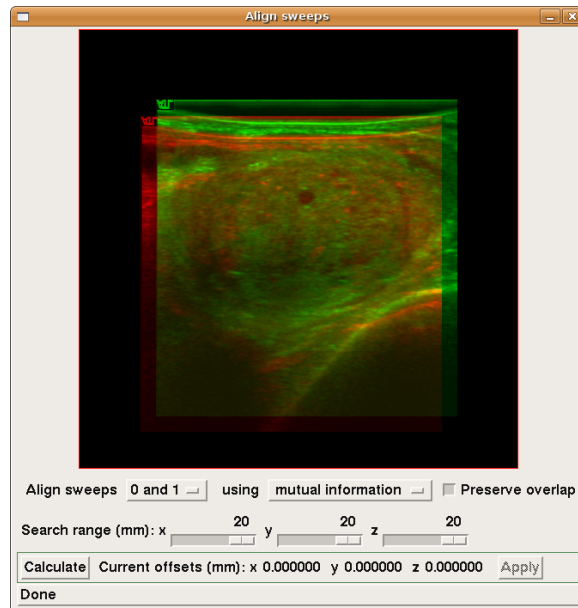 Align sweeps
Align sweeps 0 and 1 using mutual information Preserve overlap
20 20 20
Search range (mm): x y z
Calculate Current offsets (mm): x 0.000000 y 0.000000 z 0.000000 Apply
Done